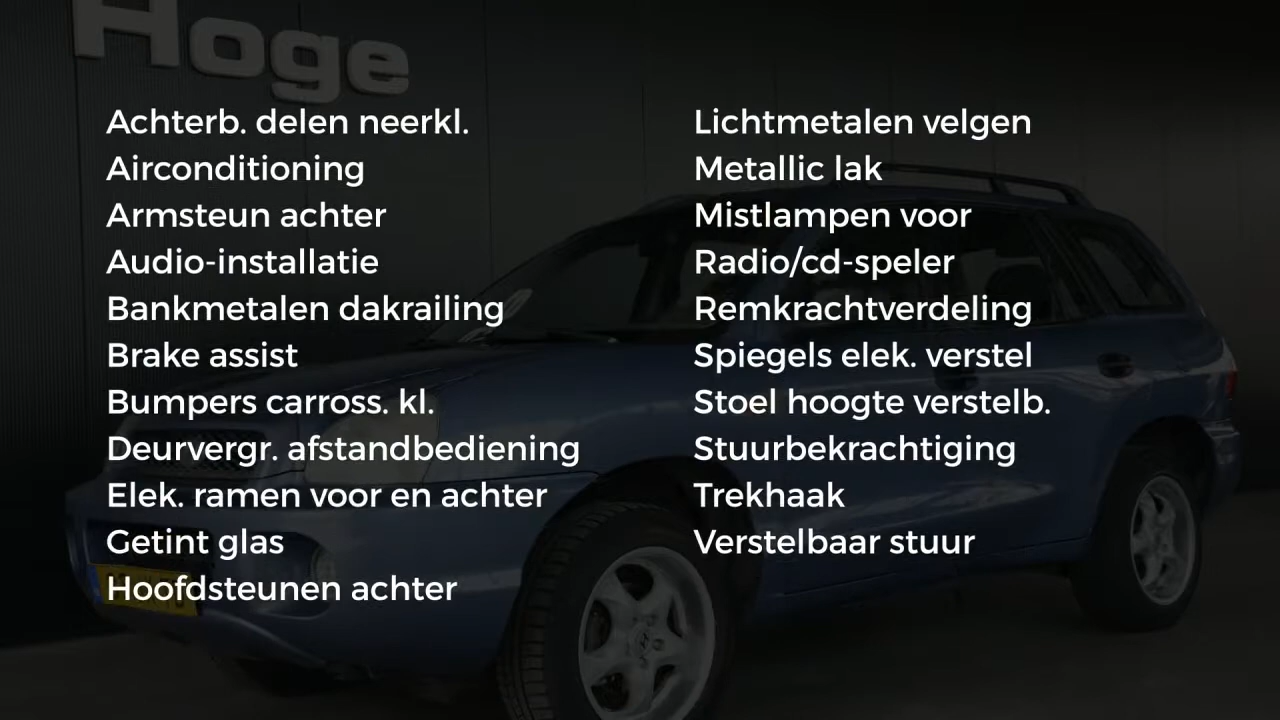 Hoge
Achterb. delen neerkl.
Airconditioning
Armsteun achter
Audio-installatie
Bankmetalen dakrailing
Brake assist
Bumpers carross. kl.
Deurvergr. afstandbediening
Elek. ramen voor en achter
Getint glas
Hoofdsteunen achter
Lichtmetalen velgen
Metallic lak
Mistlampen voor
Radio/cd-speler
Remkrachtverdeling
Spiegels elek. verstel
Stoel hoogte verstelb.
Stuurbekrachtiging
Trekhaak
Verstelbaar stuur